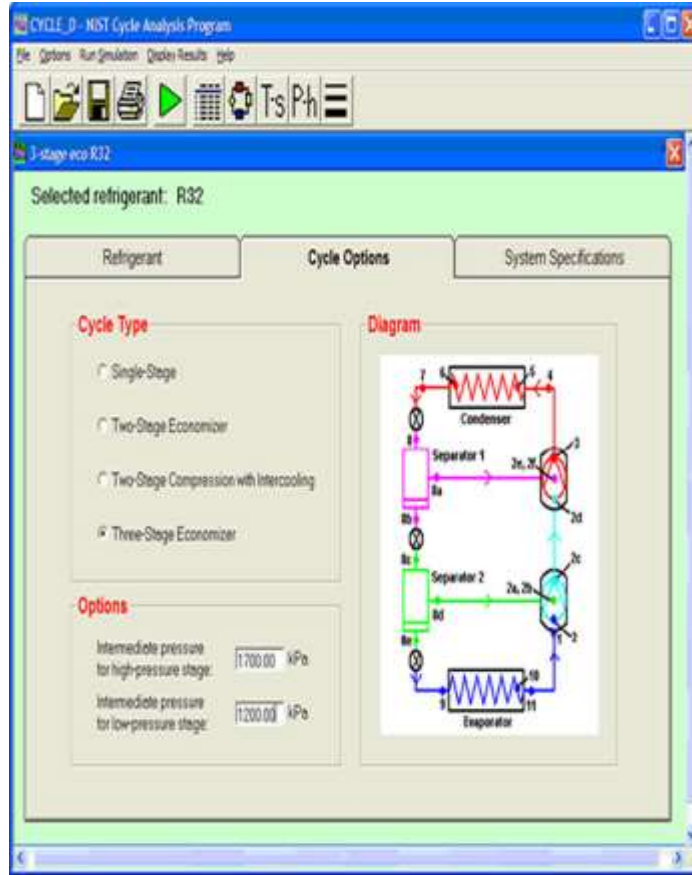 CYCLE_D - NIST Cycle Analysis Program
File Options Run Simulation Display Results Help
T-s P-h
3-stage eco R32
Selected refrigerant: R32
Refrigerant Cycle Options System Specifications
Cycle Type
Single-Stage
Two-Stage Economizer
Two-Stage Compression with Intercooling
Three-Stage Economizer
Options
Intermediate pressure
for high-pressure stage: 1700.00 kPa
Intermediate pressure
for low-pressure stage: 1200.00 kPa
Diagram
7 6 5 4
Condenser
8 3
Separator 1 2e, 2f
8a
8b 2d
8c 2c
Separator 2 2a, 2b
8d
8e 1 2
9 10 11
Evaporator